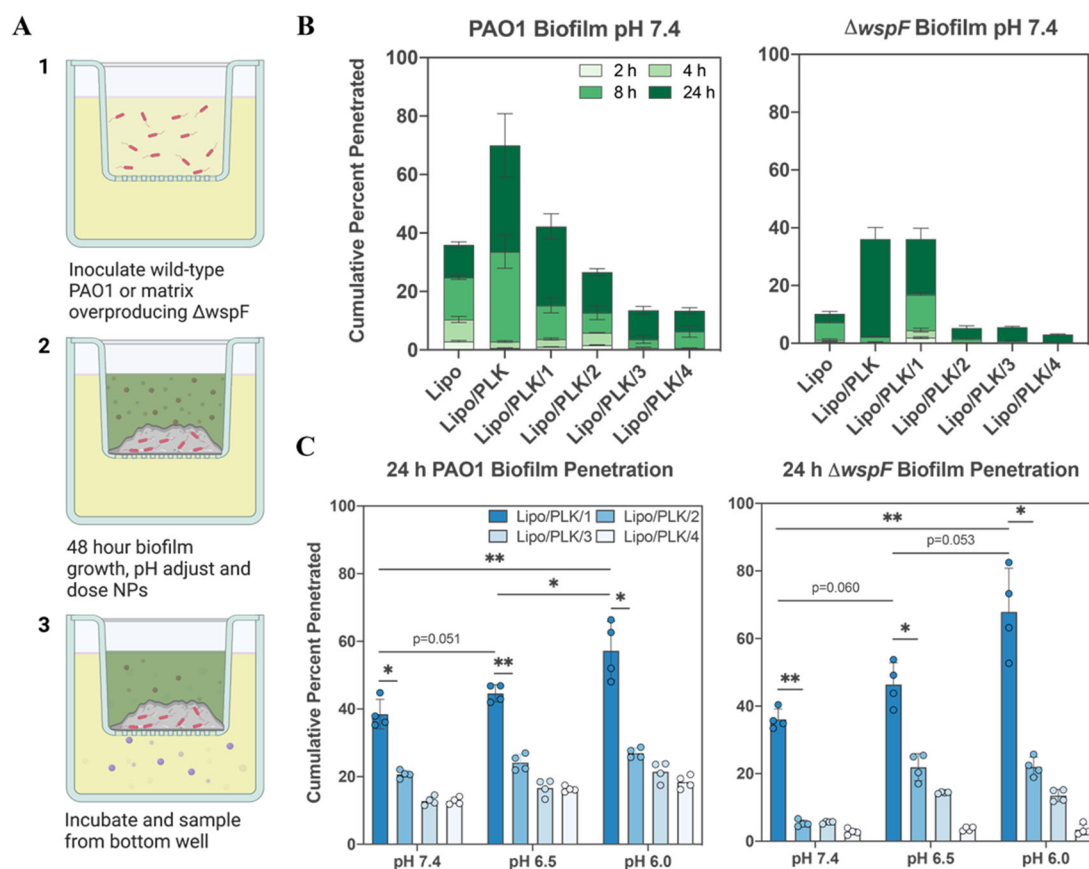 A
1
Inoculate wild-type
PAO1 or matrix
overproducing ΔwspF
2
48 hour biofilm
growth, pH adjust and
dose NPs
3
Incubate and sample
from bottom well
B
PAO1 Biofilm pH 7.4
Cumulative Percent Penetrated
100
80
60
40
20
0
2 h
4 h
8 h
24 h
Lipo
Lipo/PLK
Lipo/PLK/1
Lipo/PLK/2
Lipo/PLK/3
Lipo/PLK/4
ΔwspF Biofilm pH 7.4
100
80
60
40
20
0
Lipo
Lipo/PLK
Lipo/PLK/1
Lipo/PLK/2
Lipo/PLK/3
Lipo/PLK/4
C
24 h PAO1 Biofilm Penetration
Cumulative Percent Penetrated
100
80
60
40
20
0
Lipo/PLK/1
Lipo/PLK/2
Lipo/PLK/3
Lipo/PLK/4
**
*
*
p=0.051
**
*
pH 7.4
pH 6.5
pH 6.0
24 h ΔwspF Biofilm Penetration
100
80
60
40
20
0
**
*
p=0.053
p=0.060
*
**
pH 7.4
pH 6.5
pH 6.0